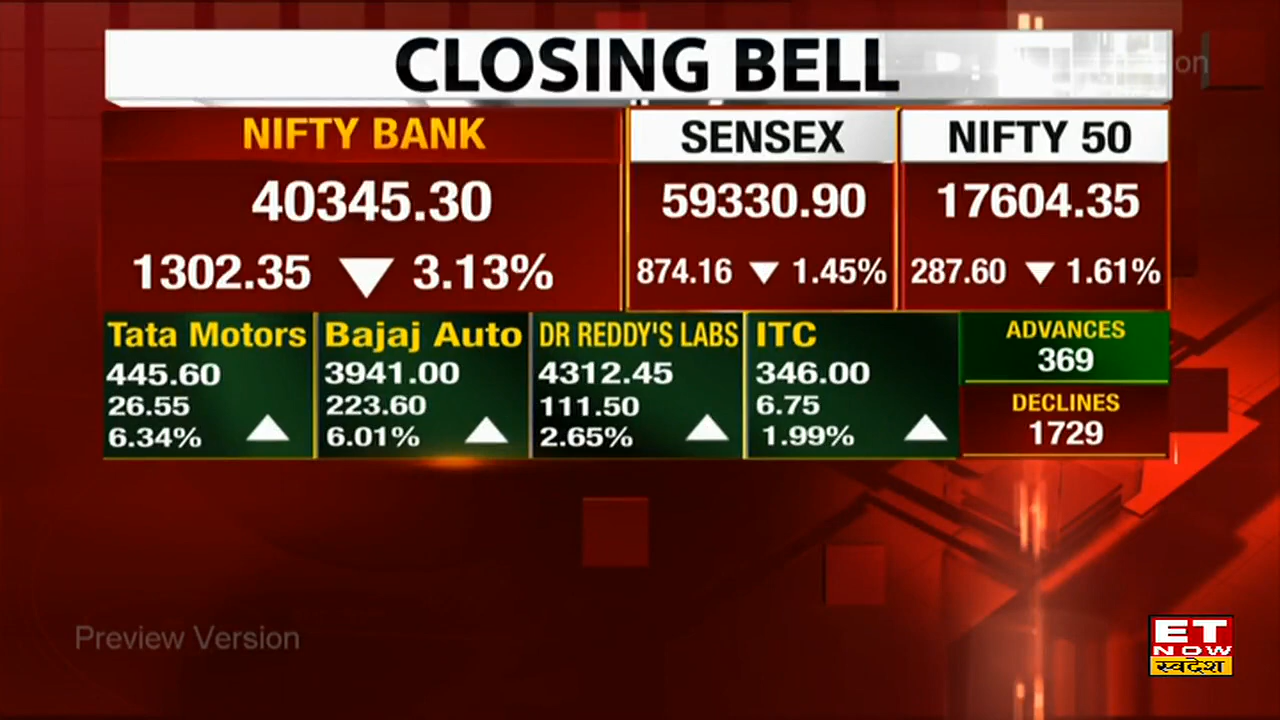 CLOSING BELL
on
NIFTY BANK
40345.30
1302.35 ▼ 3.13%
SENSEX
59330.90
874.16 ▼ 1.45%
NIFTY 50
17604.35
287.60 ▼ 1.61%
Tata Motors
445.60
26.55
6.34% ▲
Bajaj Auto
3941.00
223.60
6.01% ▲
DR REDDY'S LABS
4312.45
111.50
2.65% ▲
ITC
346.00
6.75
1.99% ▲
ADVANCES
369
DECLINES
1729
Preview Version
ET
NOW
स्वदेश